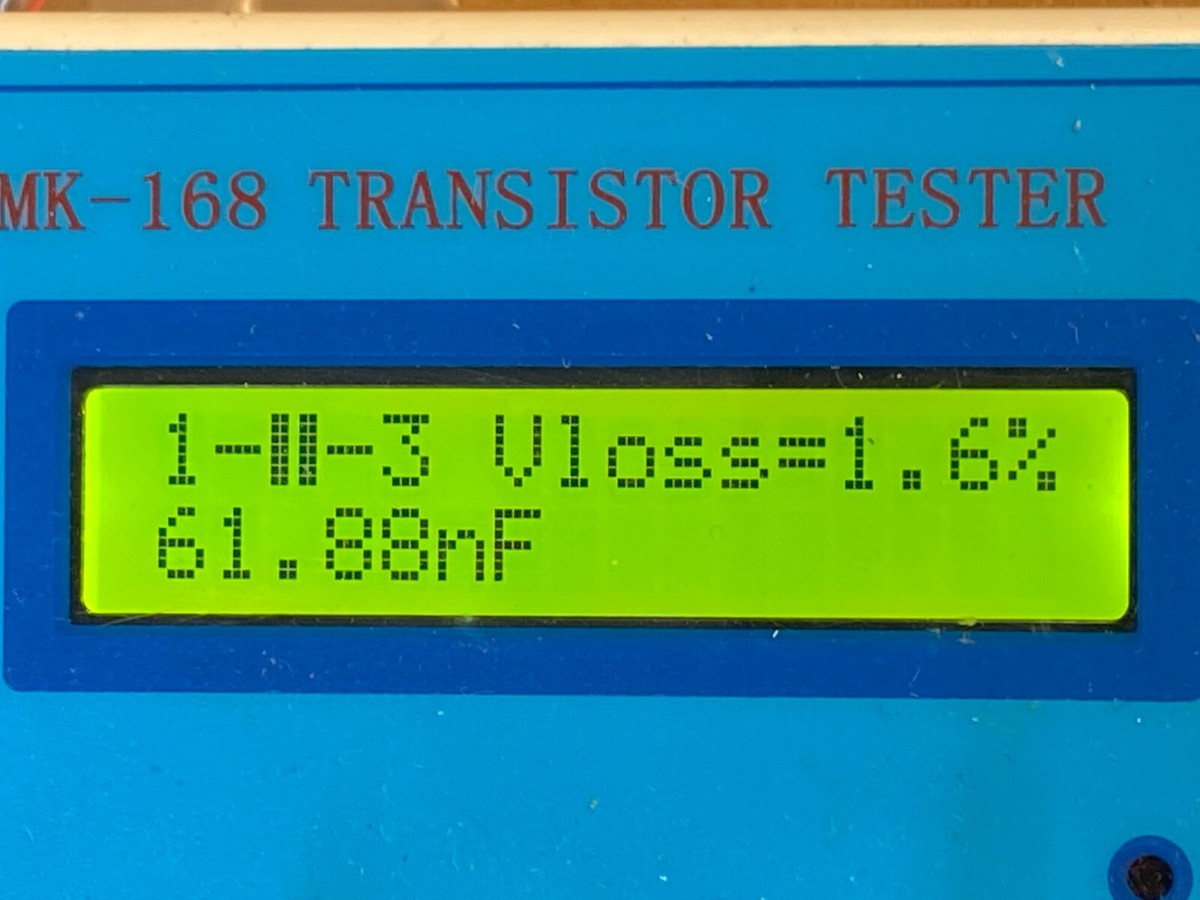 MK-168 TRANSISTOR TESTER
1-||-3 Vloss=1.6%
61.88nF